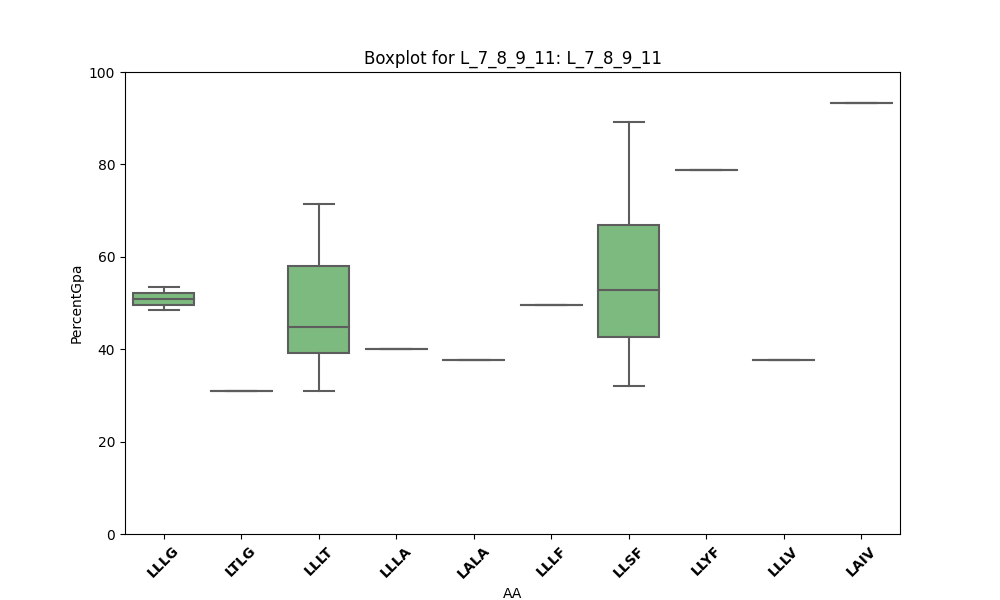 Boxplot for L_7_8_9_11: L_7_8_9_11
100
80
60
40
20
0
PercentGpa
LLLG
LTLG
LLLT
LLLA
LALA
LLLF
LLSF
LLYF
LLLV
LAIV
AA